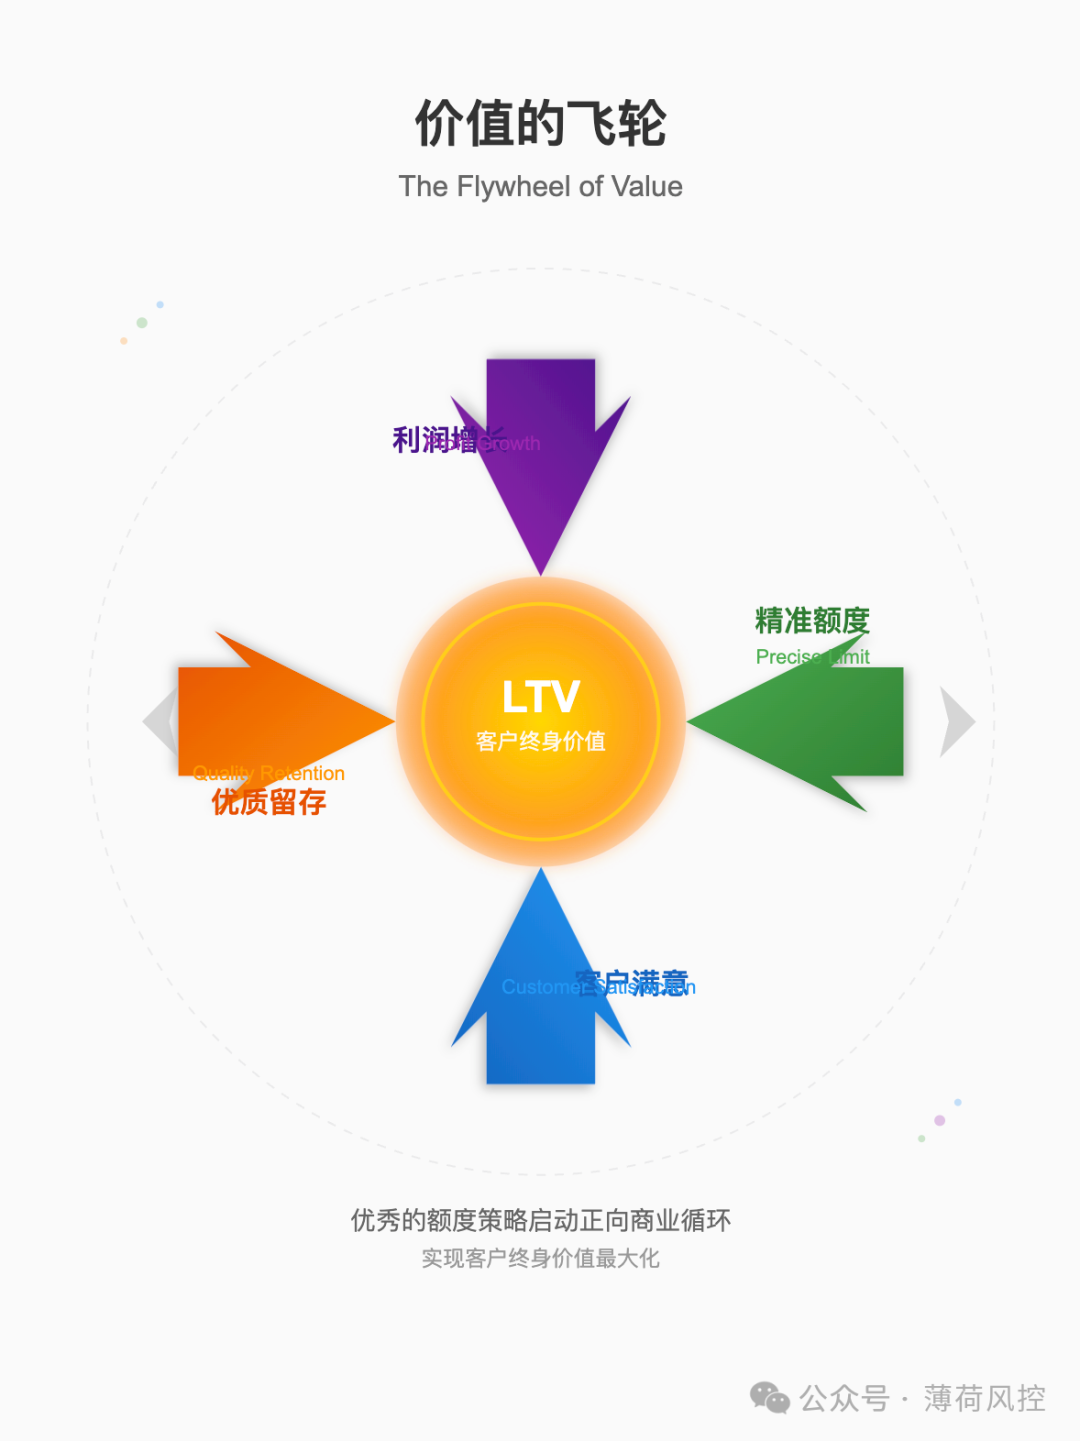 价值的飞轮
The Flywheel of Value
利润增长
Profit Growth
精准额度
Precise Limit
LTV
客户终身价值
Quality Retention
优质留存
客户满意
Customer Satisfaction
优秀的额度策略启动正向商业循环
实现客户终身价值最大化
公众号 · 薄荷风控